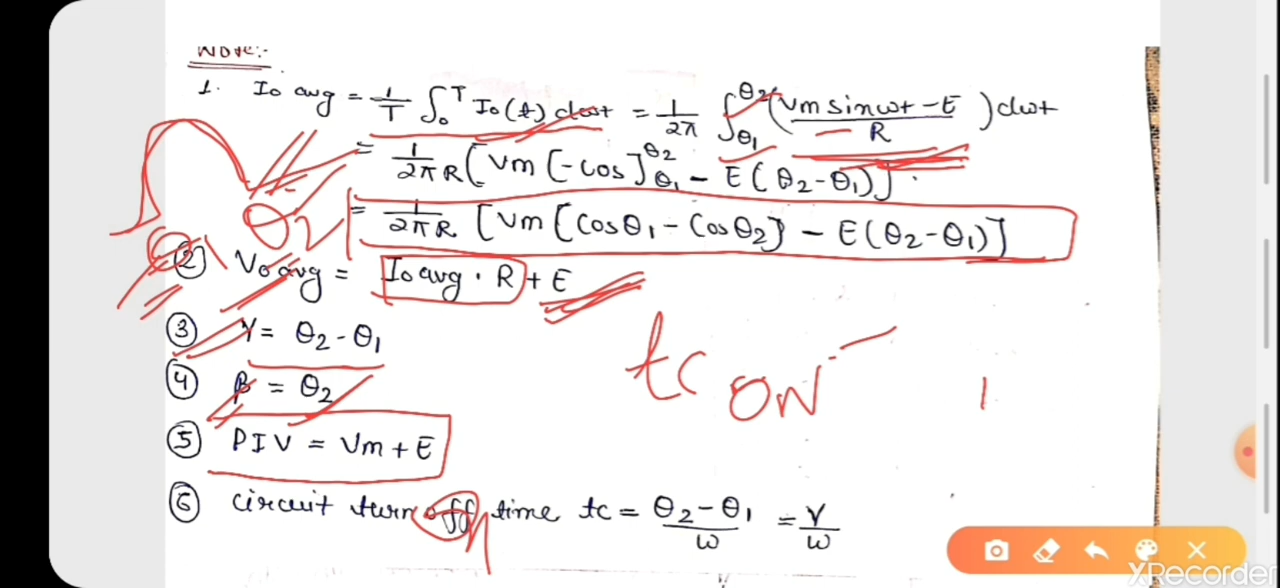 NOTE:-
1. Io avg = 1/T ∫₀ᵀ Io(t) dωt = 1/2π ∫θ₁^θ₂ (Vm sinωt - E / R) dωt
= 1/2πR [Vm [-cos]θ₁^θ₂ - E(θ₂-θ₁)]
= 1/2πR [Vm [cosθ₁ - cosθ₂} - E(θ₂-θ₁)]
θ2
② Vo avg = Io avg · R + E
③ γ = θ₂ - θ₁
④ β = θ₂
tc ON
⑤ PIV = Vm + E
⑥ circuit turn off time tc = θ₂-θ₁/ω = γ/ω
XRecorder